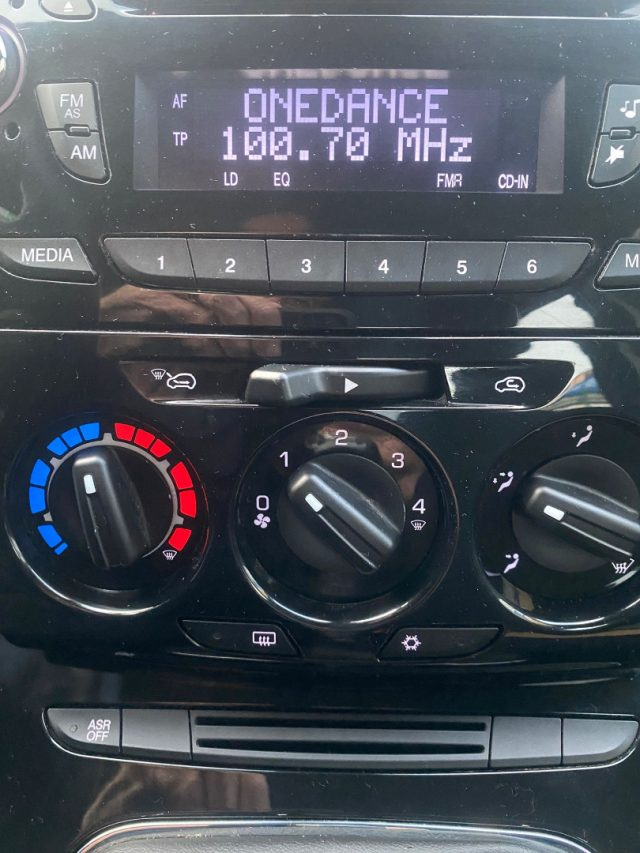 FM
AS
AM
AF
ONEDANCE
TP
100.70 MHz
LD EQ FMR CD-IN
MEDIA
1 2 3 4 5 6
M
0 1 2 3 4
ASR
OFF